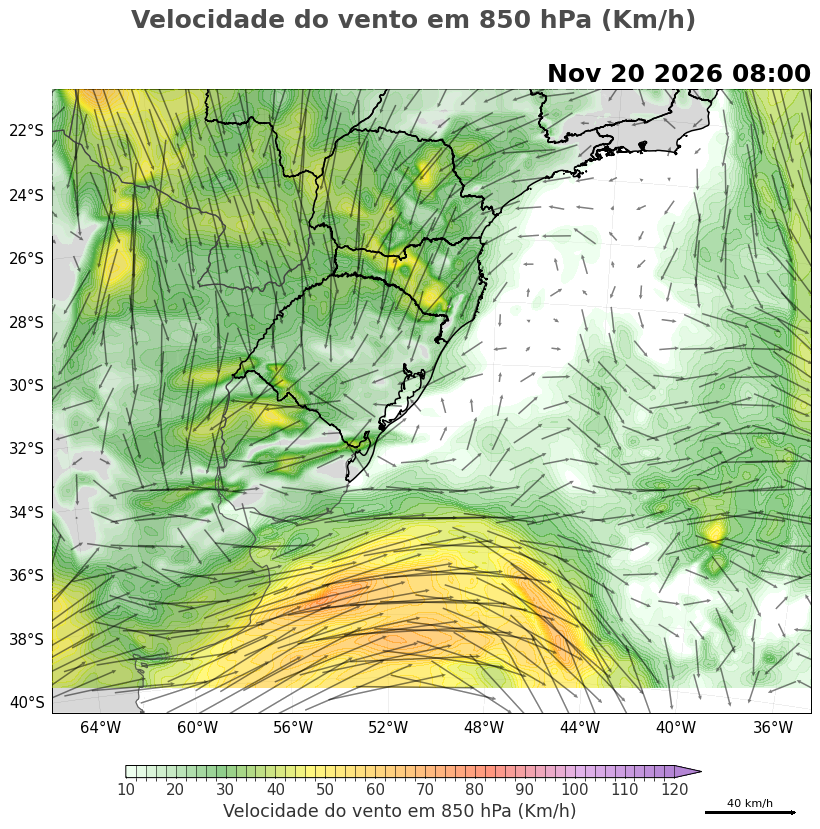 Velocidade do vento em 850 hPa (Km/h)
Nov 20 2026 08:00
22°S
24°S
26°S
28°S
30°S
32°S
34°S
36°S
38°S
40°S
64°W 60°W 56°W 52°W 48°W 44°W 40°W 36°W
10 20 30 40 50 60 70 80 90 100 110 120
Velocidade do vento em 850 hPa (Km/h)
40 km/h